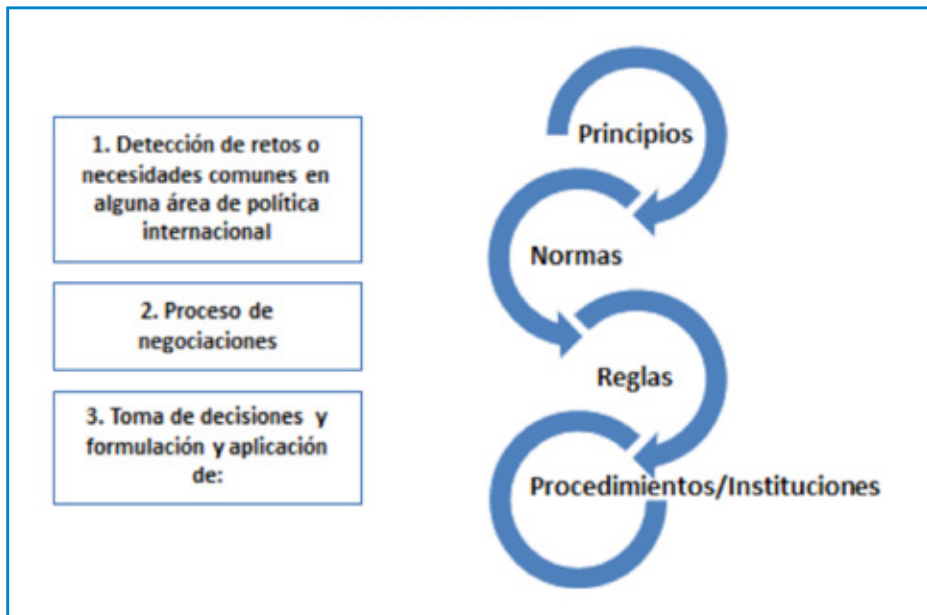 1. Detección de retos o
necesidades comunes en
alguna área de política
internacional
2. Proceso de
negociaciones
3. Toma de decisiones y
formulación y aplicación
de:
Principios
Normas
Reglas
Procedimientos/Instituciones